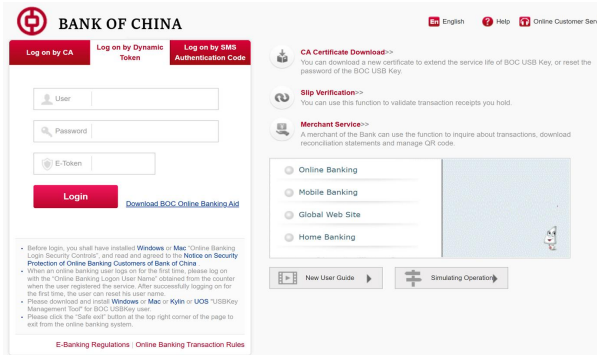 BANK OF CHINA
En English
? Help
Online Customer Serv
Log on by CA
Log on by Dynamic
Token
Log on by SMS
Authentication Code
User
Password
E-Token
Login
Download BOC Online Banking Aid
Before login, you shall have installed Windows or Mac "Online Banking
Login Security Controls", and read and agreed to the Notice on Security
Protection of Online Banking Customers of Bank of China .
When an online banking user logs on for the first time, please log on
with the "Online Banking Logon User Name" obtained from the counter
when the user registered the service. After successfully logging on for
the first time, the user can reset his user name.
Please download and install Windows or Mac or Kylin or UOS "USBKey
Management Tool" for BOC USBKey user.
Please click the "Safe exit" button at the top right corner of the page to
exit from the online banking system.
E-Banking Regulations | Online Banking Transaction Rules
CA Certificate Download>>
You can download a new certificate to extend the service life of BOC USB Key, or reset the
password of the BOC USB Key.
Slip Verification>>
You can use this function to validate transaction receipts you hold.
Merchant Service>>
A merchant of the Bank can use the function to inquire about transactions, download
reconciliation statements and manage QR code.
Online Banking
Mobile Banking
Global Web Site
Home Banking
New User Guide
Simulating Operation